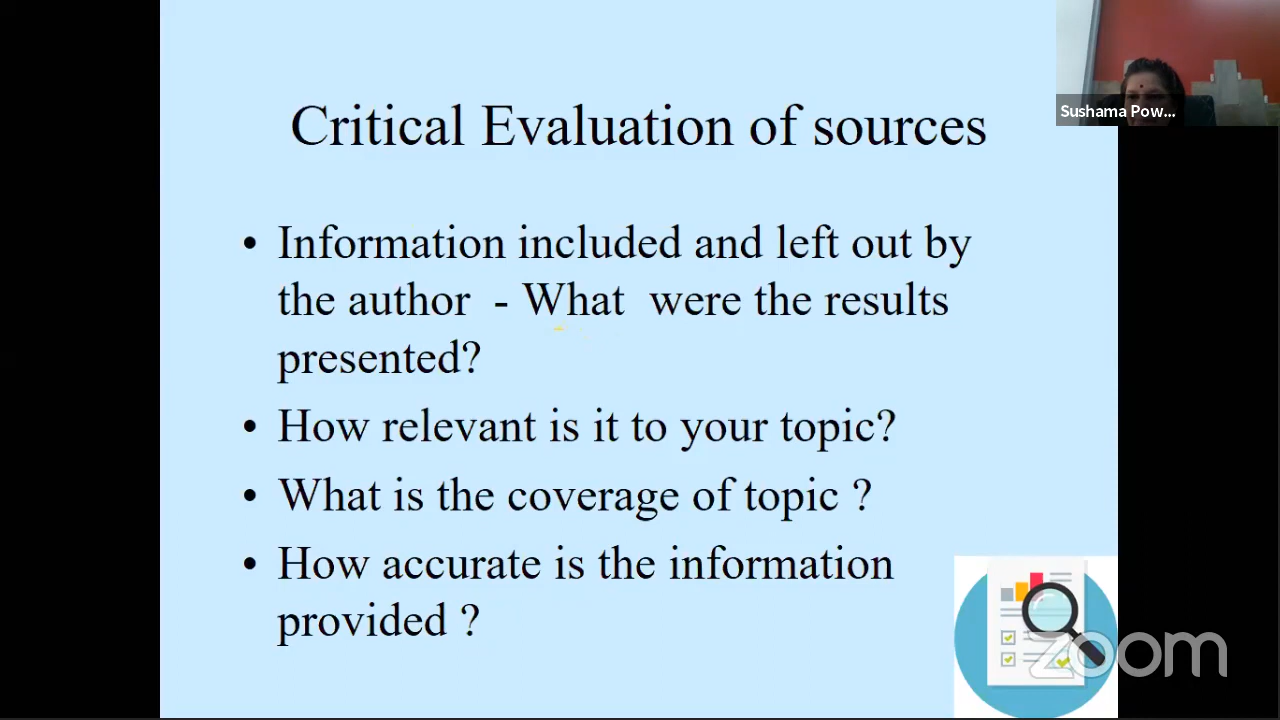 Critical Evaluation of sources
Sushama Pow...
• Information included and left out by
the author - What were the results
presented?
• How relevant is it to your topic?
• What is the coverage of topic ?
• How accurate is the information
provided ?
zoom